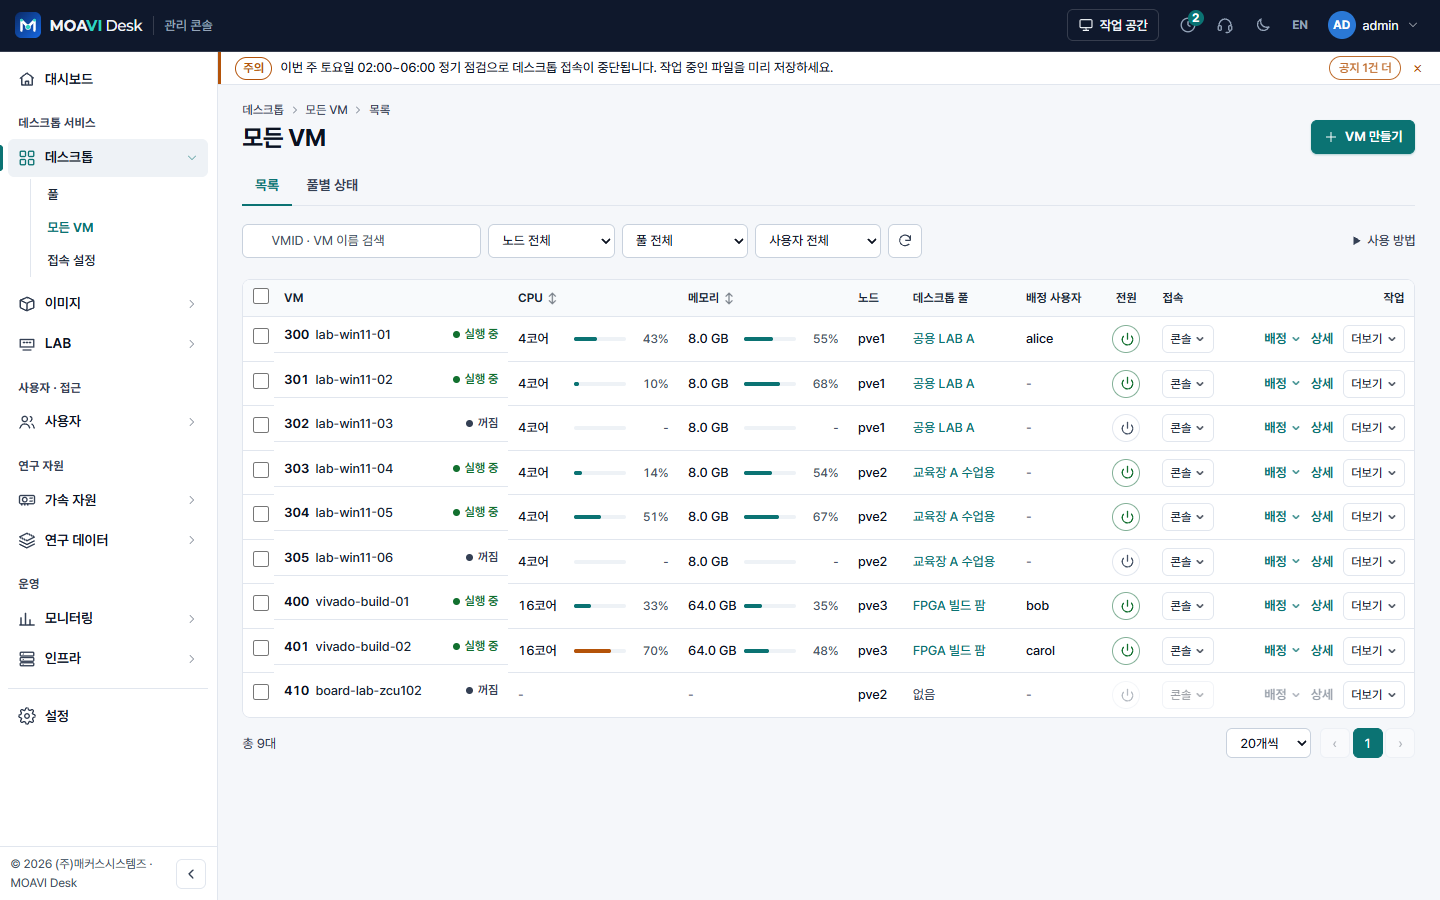 MOAVI Desk 관리 콘솔 작업 공간 2 EN AD admin
주의 이번 주 토요일 02:00~06:00 정기 점검으로 데스크톱 접속이 중단됩니다. 작업 중인 파일을 미리 저장하세요. 공지 1건 더 ×
대시보드
데스크톱 서비스
데스크톱
풀
모든 VM
접속 설정
이미지
LAB
사용자 · 접근
사용자
연구 자원
가속 자원
연구 데이터
운영
모니터링
인프라
설정
© 2026 (주)매커스시스템즈 ·
MOAVI Desk
데스크톱 › 모든 VM › 목록
모든 VM
+ VM 만들기
목록 풀별 상태
VMID · VM 이름 검색 노드 전체 풀 전체 사용자 전체 ▶ 사용 방법
VM CPU 메모리 노드 데스크톱 풀 배정 사용자 전원 접속 작업
300 lab-win11-01 실행 중 4코어 43% 8.0 GB 55% pve1 공용 LAB A alice 콘솔 배정 상세 더보기
301 lab-win11-02 실행 중 4코어 10% 8.0 GB 68% pve1 공용 LAB A - 콘솔 배정 상세 더보기
302 lab-win11-03 꺼짐 4코어 - 8.0 GB - pve1 공용 LAB A - 콘솔 배정 상세 더보기
303 lab-win11-04 실행 중 4코어 14% 8.0 GB 54% pve2 교육장 A 수업용 - 콘솔 배정 상세 더보기
304 lab-win11-05 실행 중 4코어 51% 8.0 GB 67% pve2 교육장 A 수업용 - 콘솔 배정 상세 더보기
305 lab-win11-06 꺼짐 4코어 - 8.0 GB - pve2 교육장 A 수업용 - 콘솔 배정 상세 더보기
400 vivado-build-01 실행 중 16코어 33% 64.0 GB 35% pve3 FPGA 빌드 팜 bob 콘솔 배정 상세 더보기
401 vivado-build-02 실행 중 16코어 70% 64.0 GB 48% pve3 FPGA 빌드 팜 carol 콘솔 배정 상세 더보기
410 board-lab-zcu102 꺼짐 - - pve2 없음 - 콘솔 배정 상세 더보기
총 9대 20개씩 ‹ 1 ›